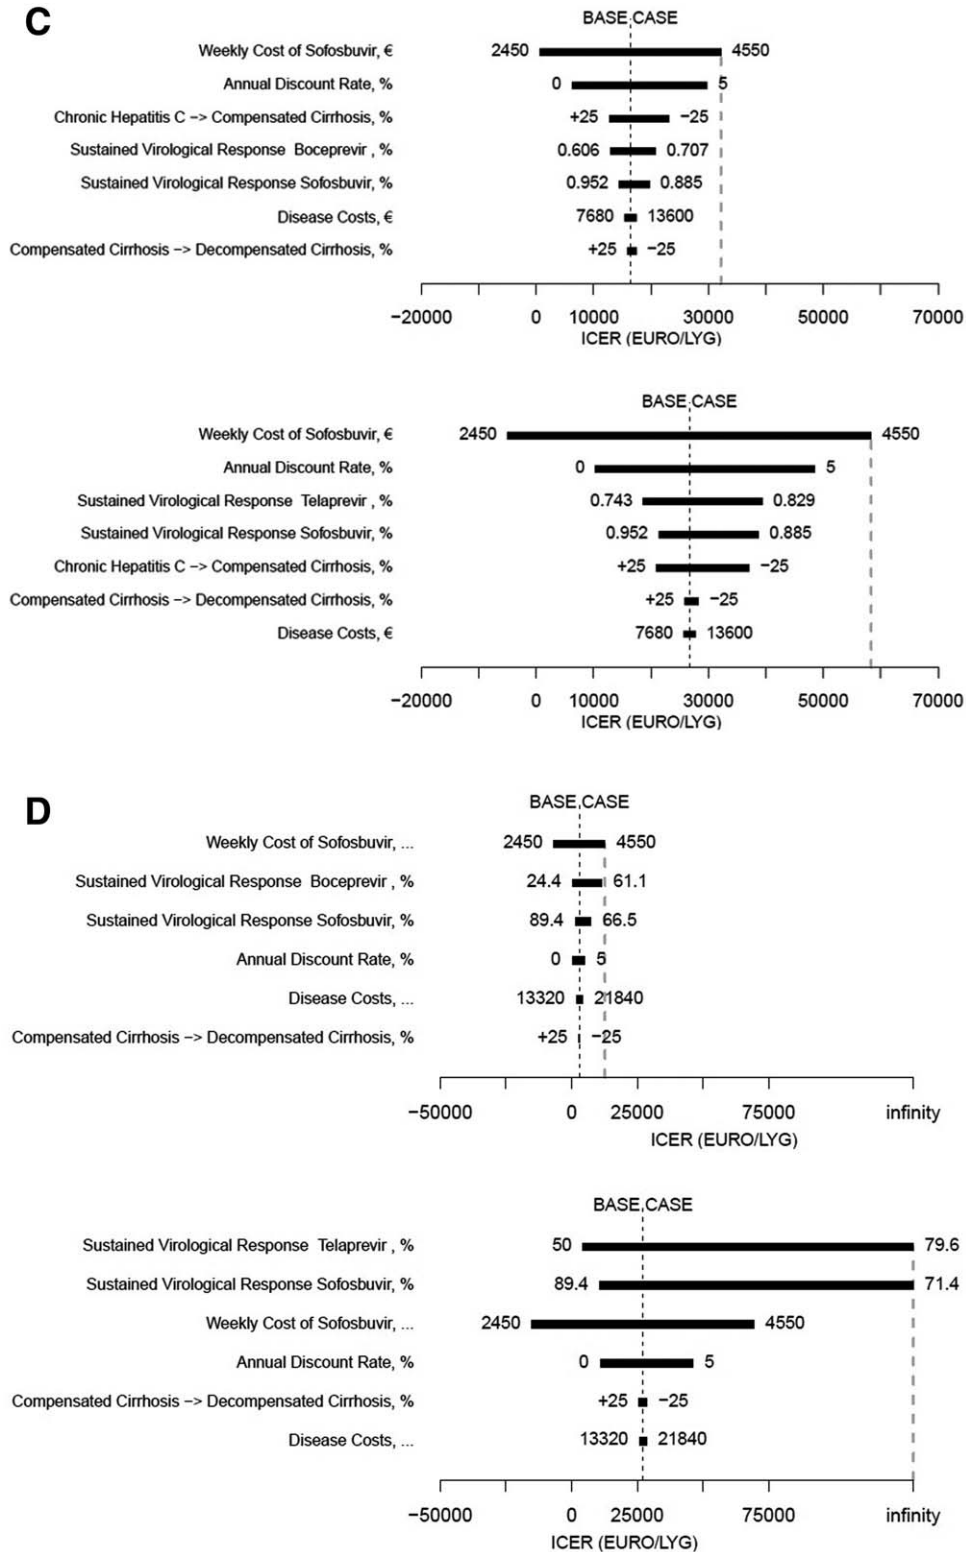 C
BASE CASE
Weekly Cost of Sofosbuvir, € 2450 4550
Annual Discount Rate, % 0 5
Chronic Hepatitis C −> Compensated Cirrhosis, % +25 −25
Sustained Virological Response Boceprevir , % 0.606 0.707
Sustained Virological Response Sofosbuvir, % 0.952 0.885
Disease Costs, € 7680 13600
Compensated Cirrhosis −> Decompensated Cirrhosis, % +25 −25
−20000 0 10000 30000 50000 70000
ICER (EURO/LYG)
BASE CASE
Weekly Cost of Sofosbuvir, € 2450 4550
Annual Discount Rate, % 0 5
Sustained Virological Response Telaprevir , % 0.743 0.829
Sustained Virological Response Sofosbuvir, % 0.952 0.885
Chronic Hepatitis C −> Compensated Cirrhosis, % +25 −25
Compensated Cirrhosis −> Decompensated Cirrhosis, % +25 −25
Disease Costs, € 7680 13600
−20000 0 10000 30000 50000 70000
ICER (EURO/LYG)
D
BASE CASE
Weekly Cost of Sofosbuvir, ... 2450 4550
Sustained Virological Response Boceprevir , % 24.4 61.1
Sustained Virological Response Sofosbuvir, % 89.4 66.5
Annual Discount Rate, % 0 5
Disease Costs, ... 13320 21840
Compensated Cirrhosis −> Decompensated Cirrhosis, % +25 −25
−50000 0 25000 75000 infinity
ICER (EURO/LYG)
BASE CASE
Sustained Virological Response Telaprevir , % 50 79.6
Sustained Virological Response Sofosbuvir, % 89.4 71.4
Weekly Cost of Sofosbuvir, ... 2450 4550
Annual Discount Rate, % 0 5
Compensated Cirrhosis −> Decompensated Cirrhosis, % +25 −25
Disease Costs, ... 13320 21840
−50000 0 25000 75000 infinity
ICER (EURO/LYG)